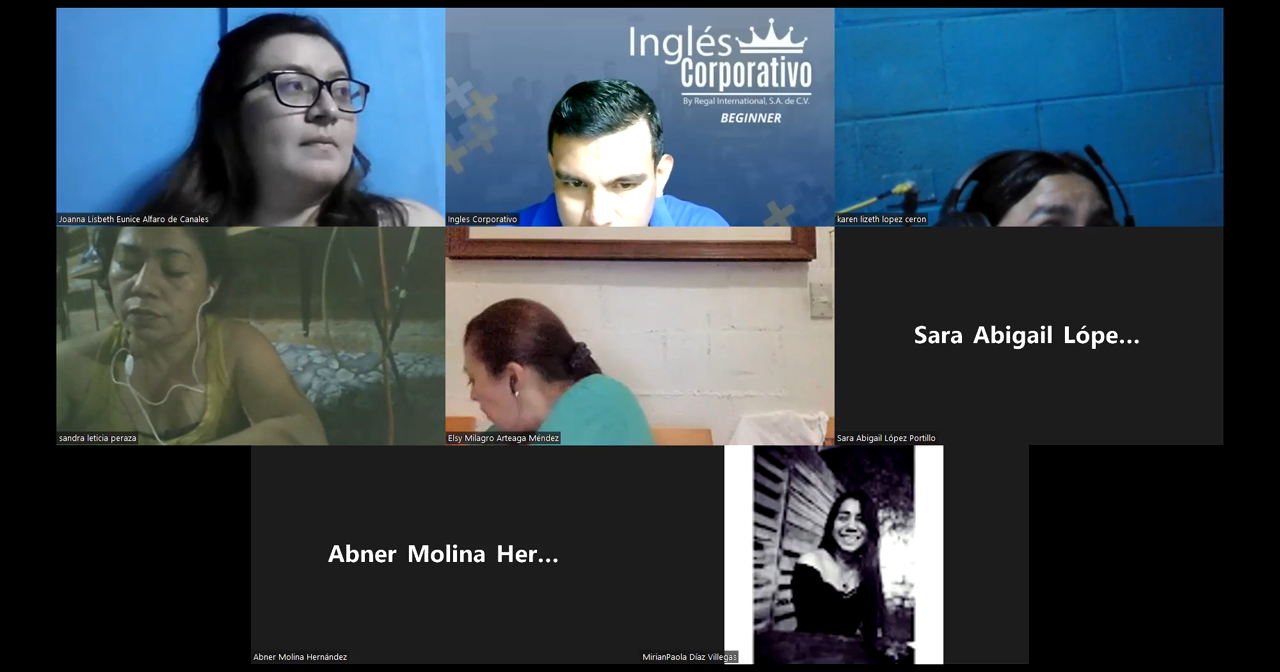 Inglés
Corporativo
By Regal International, S.A. de C.V.
BEGINNER
Joanna Lisbeth Eunice Alfaro de Canales
Ingles Corporativo
karen lizeth lopez ceron
sandra leticia peraza
Elsy Milagro Arteaga Méndez
Sara Abigail Lópe...
Sara Abigail López Portillo
Abner Molina Her...
Abner Molina Hernández
MirianPaola Díaz Villegas